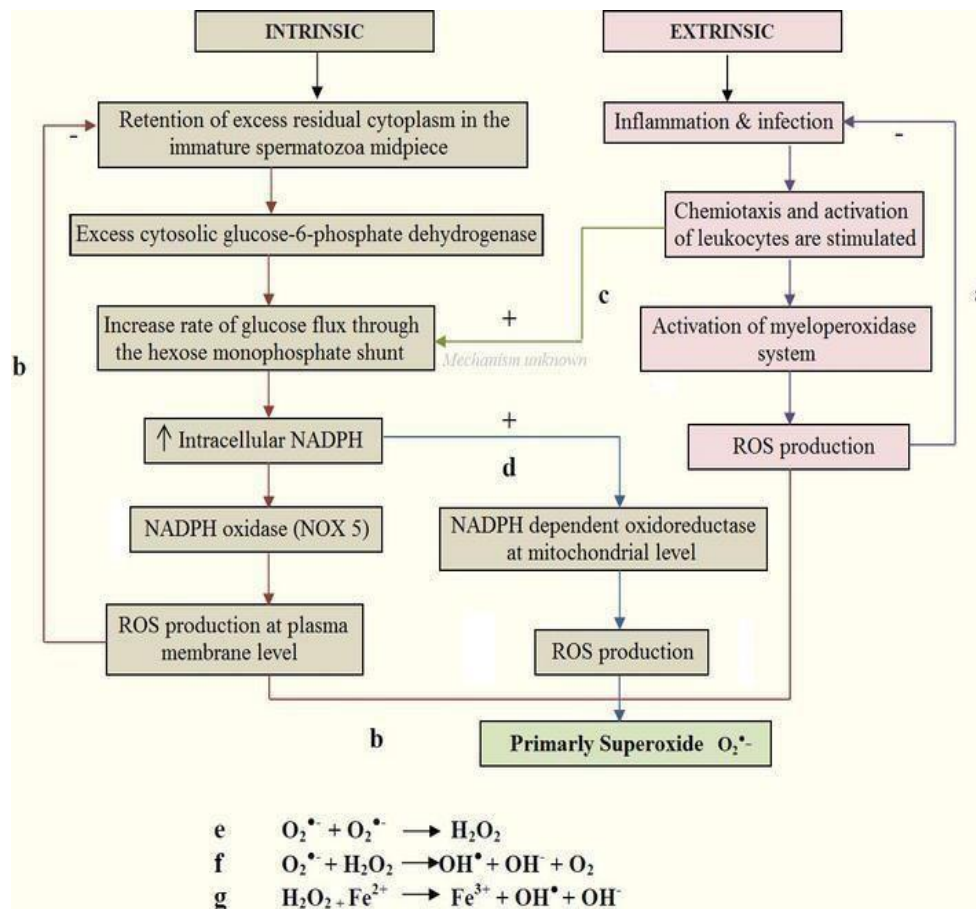 INTRINSIC
EXTRINSIC
Retention of excess residual cytoplasm in the
immature spermatozoa midpiece
-
Inflammation & infection
-
Excess cytosolic glucose-6-phosphate dehydrogenase
Chemiotaxis and activation
of leukocytes are stimulated
c
+
Increase rate of glucose flux through
the hexose monophosphate shunt
Mechanism unknown
Activation of myeloperoxidase
system
b
↑ Intracellular NADPH
+
d
ROS production
NADPH oxidase (NOX 5)
NADPH dependent oxidoreductase
at mitochondrial level
ROS production at plasma
membrane level
ROS production
b
Primarly Superoxide O₂•-
e O₂•- + O₂•- → H₂O₂
f O₂•- + H₂O₂ → OH• + OH- + O₂
g H₂O₂ + Fe²⁺ → Fe³⁺ + OH• + OH-